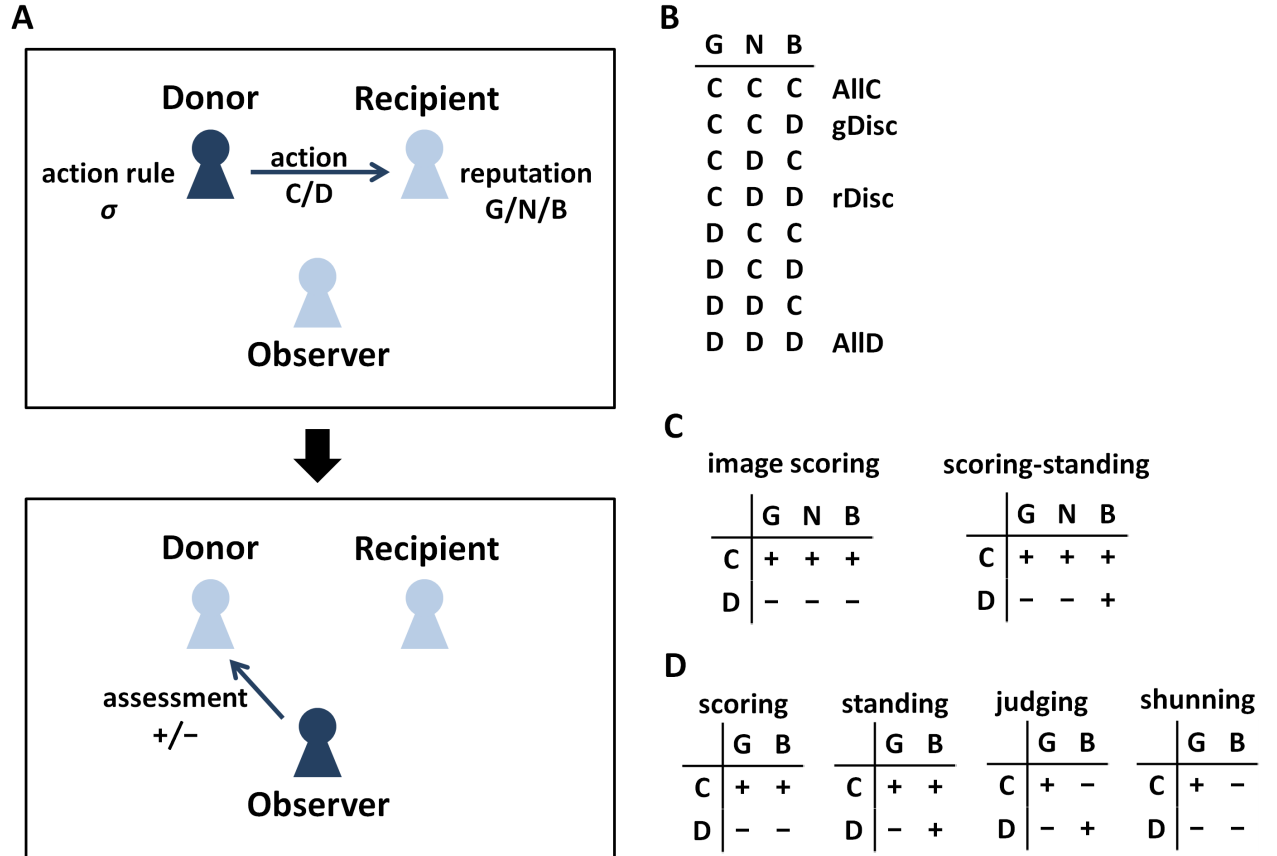 A
Donor Recipient
action rule σ
action
C/D
reputation
G/N/B
Observer
Donor Recipient
assessment
+/−
Observer
B
G N B
C C C AllC
C C D gDisc
C D C
C D D rDisc
D C C
D C D
D D C
D D D AllD
C
image scoring
G N B
C + + +
D − − −
scoring-standing
G N B
C + + +
D − − +
D
scoring
G B
C + +
D − −
standing
G B
C + +
D − +
judging
G B
C + −
D − +
shunning
G B
C + −
D − −